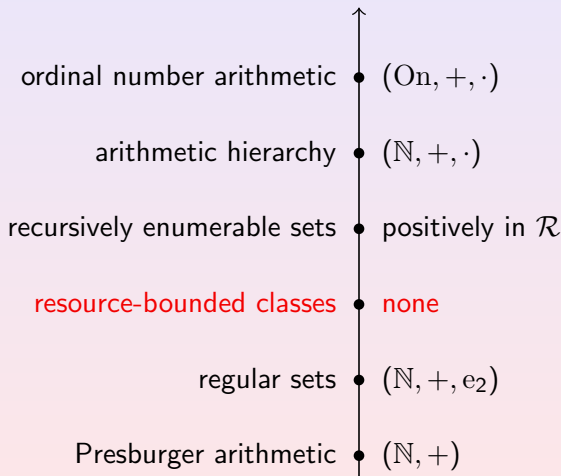 ordinal number arithmetic (On, +, ·)
arithmetic hierarchy (ℕ, +, ·)
recursively enumerable sets positively in ℛ
resource-bounded classes none
regular sets (ℕ, +, e₂)
Presburger arithmetic (ℕ, +)